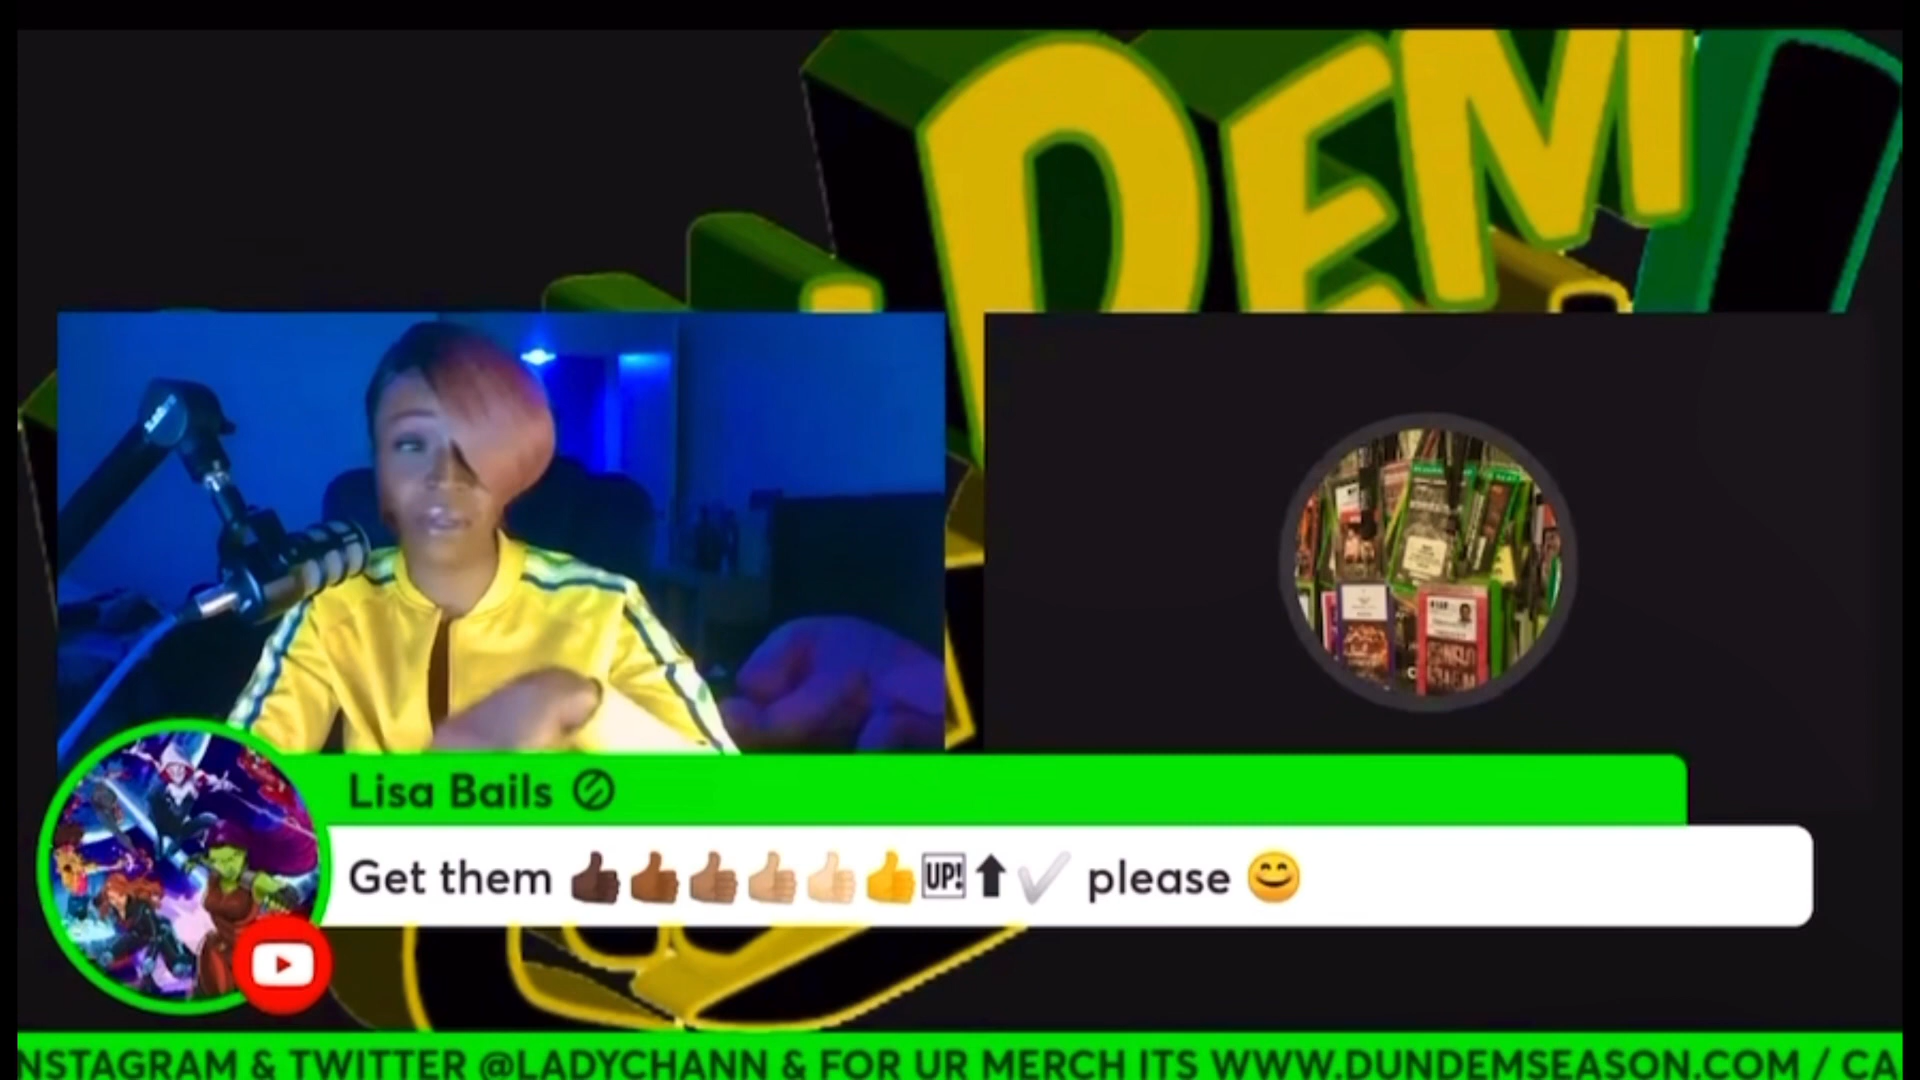 DEM
Lisa Bails
Get them 👍🏿👍🏾👍🏽👍🏼👍🏻👍🆙⬆✔ please 😊
NSTAGRAM & TWITTER @LADYCHANN & FOR UR MERCH ITS WWW.DUNDEMSEASON.COM / CA